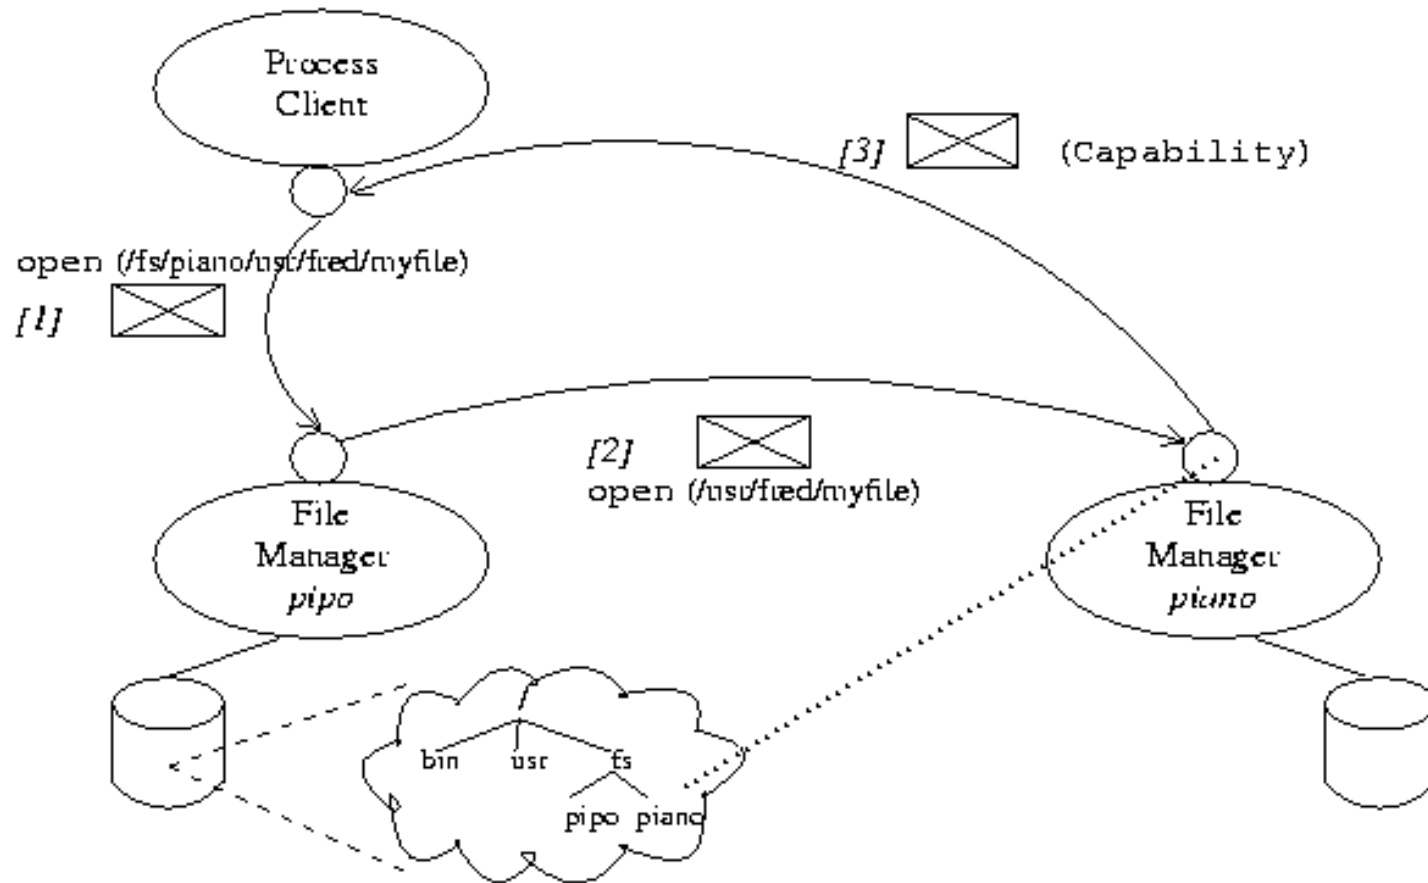 Process
Client
[3] (Capability)
open (/fs/piano/usr/fred/myfile)
[1]
[2]
open (/usr/fred/myfile)
File
Manager
pipo
File
Manager
piano
bin usr fs
pipo piano